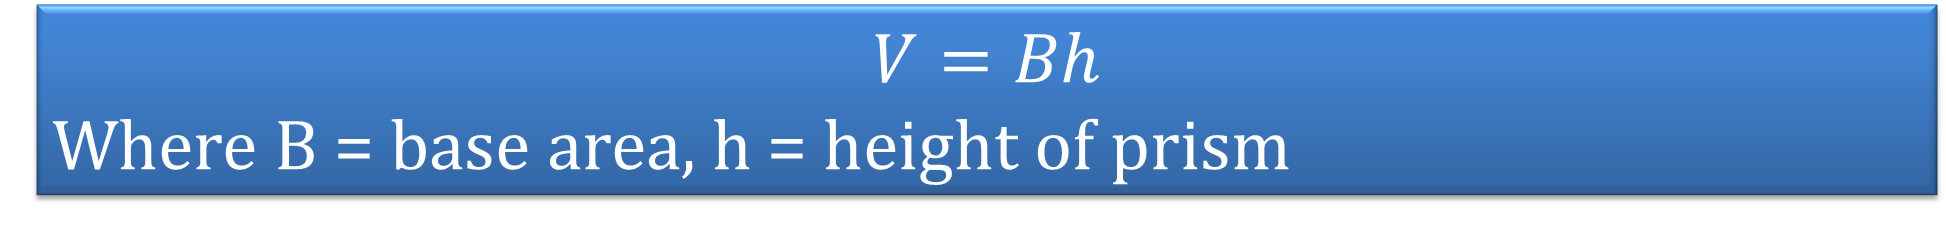 V = Bh
Where B = base area, h = height of prism